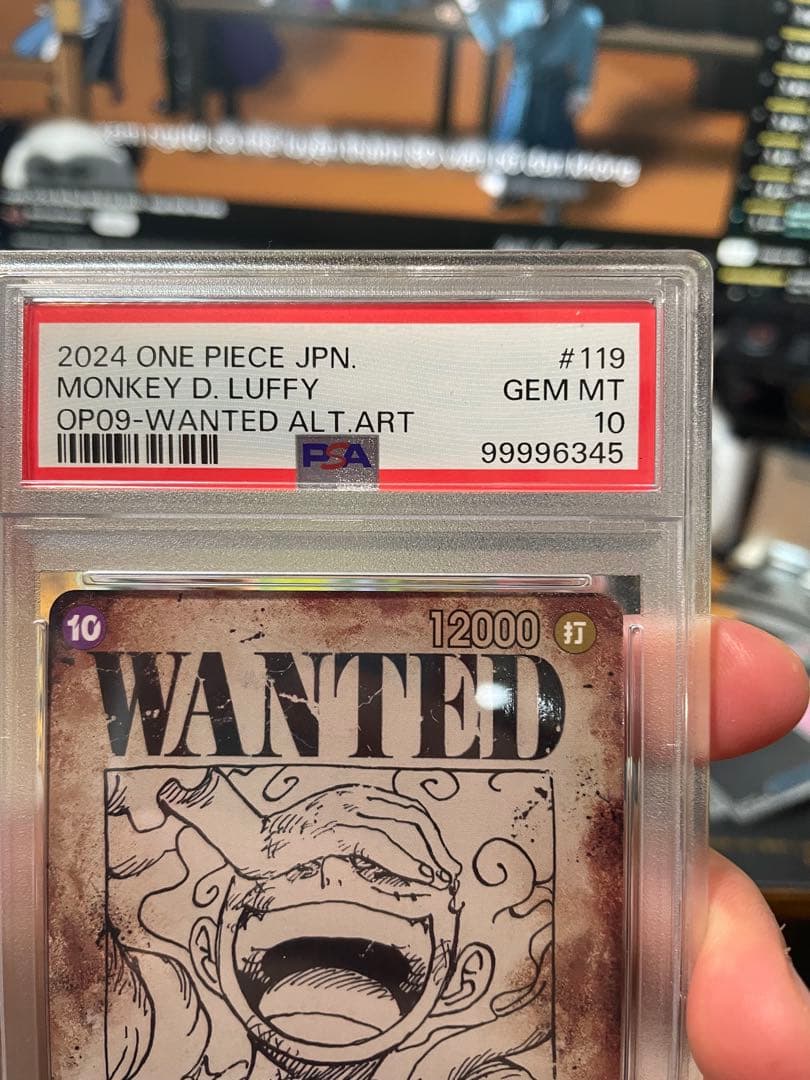 2024 ONE PIECE JPN. #119
MONKEY D. LUFFY GEM MT
OP09-WANTED ALT.ART 10
PSA 99996345
10 12000 打
WANTED